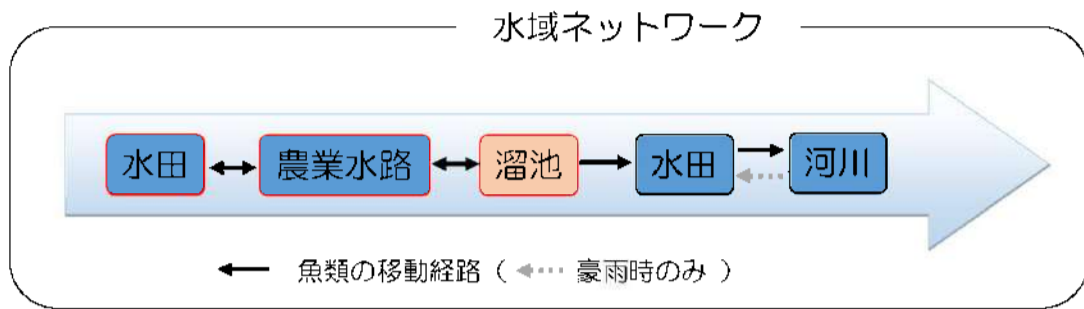 水域ネットワーク
水田 農業水路 溜池 水田 河川
魚類の移動経路（ 豪雨時のみ ）